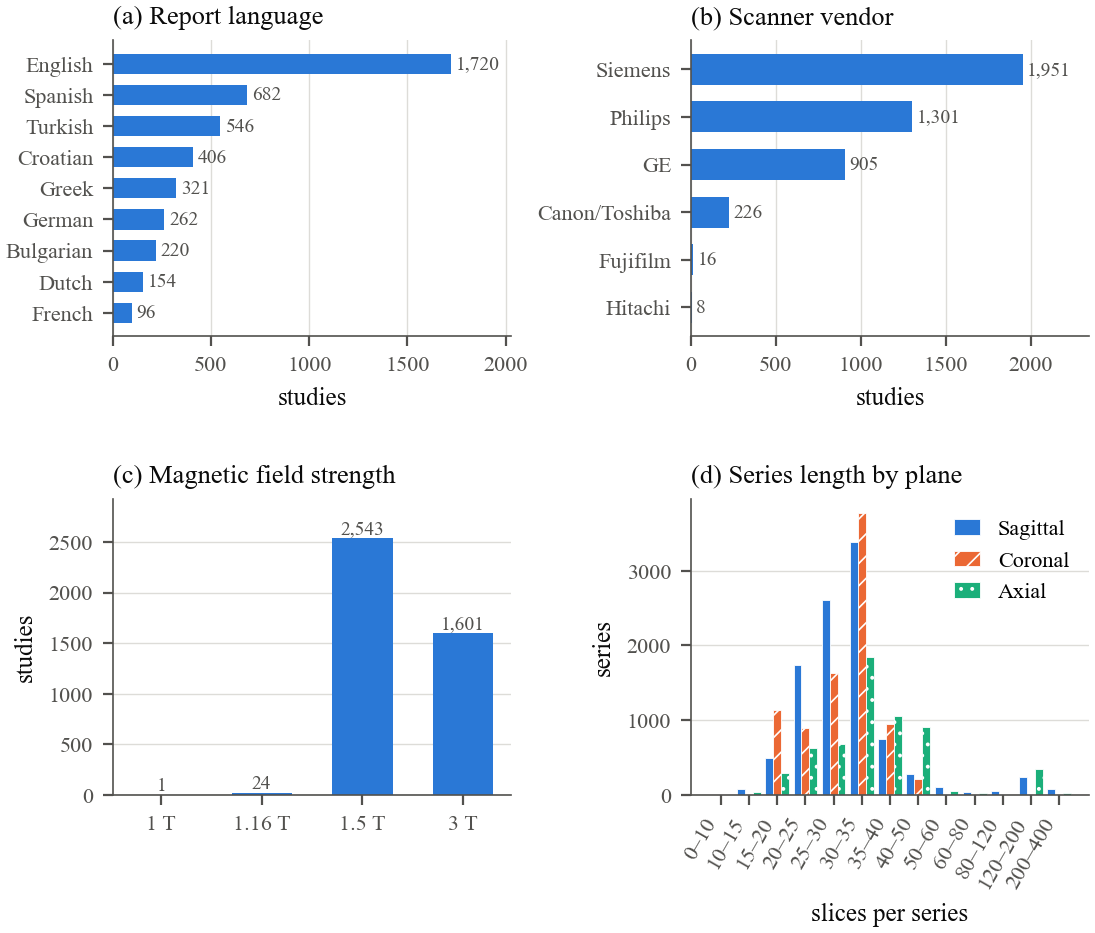 (a) Report language
English
1,720
Spanish
682
Turkish
546
Croatian
406
Greek
321
German
262
Bulgarian
220
Dutch
154
French
96
0 500 1000 1500 2000
studies
(b) Scanner vendor
Siemens
1,951
Philips
1,301
GE
905
Canon/Toshiba
226
Fujifilm
16
Hitachi
8
0 500 1000 1500 2000
studies
(c) Magnetic field strength
studies
2500
2000
1500
1000
500
0
1
24
2,543
1,601
1 T 1.16 T 1.5 T 3 T
(d) Series length by plane
series
3000
2000
1000
0
Sagittal
Coronal
Axial
0–10
10–15
15–20
20–25
25–30
30–35
35–40
40–50
50–60
60–80
80–120
120–200
200–400
slices per series